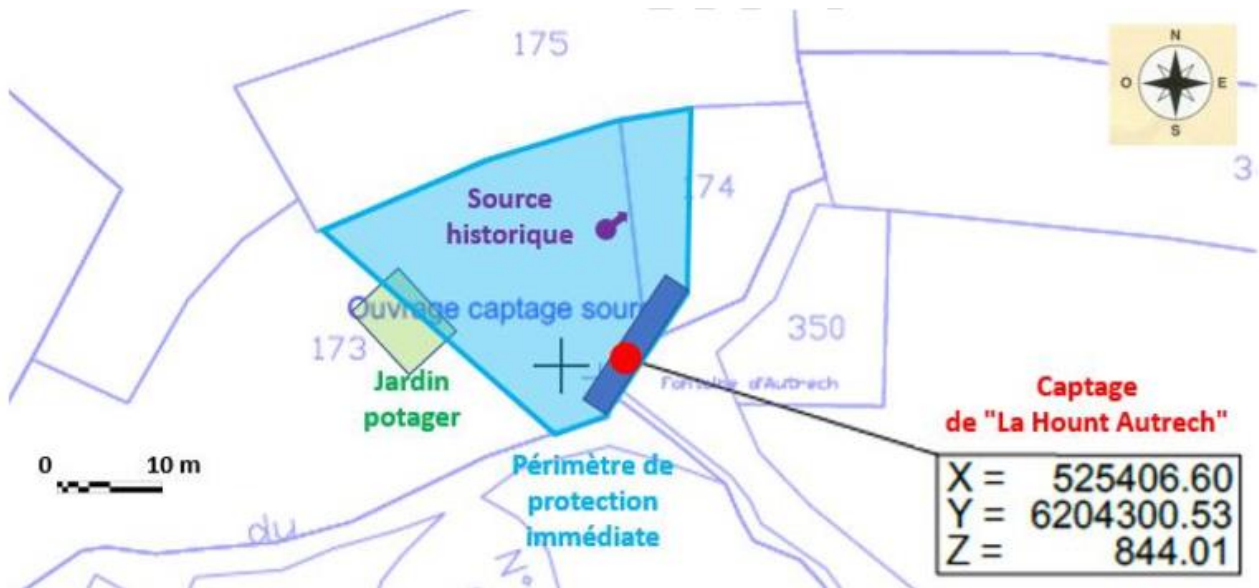 175
N
O
E
S
3
174
Source
historique
Ouvrage captage sour
350
173
Fontaine d'Autrech
Jardin
potager
Captage
de "La Hount Autrech"
0 10 m
Périmètre de
protection
immédiate
X = 525406.60
Y = 6204300.53
Z = 844.01
du
N.